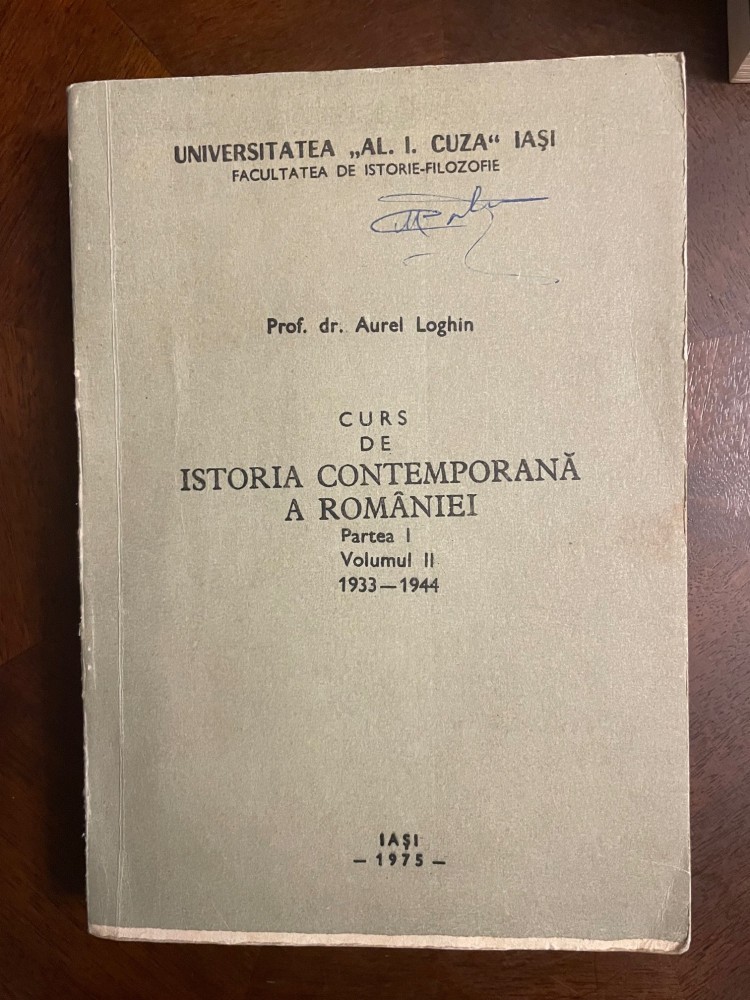 UNIVERSITATEA „AL. I. CUZA“ IAŞI
FACULTATEA DE ISTORIE-FILOZOFIE
Prof. dr. Aurel Loghin
CURS
DE
ISTORIA CONTEMPORANĂ
A ROMÂNIEI
Partea I
Volumul II
1933—1944
IAŞI
— 1975 —